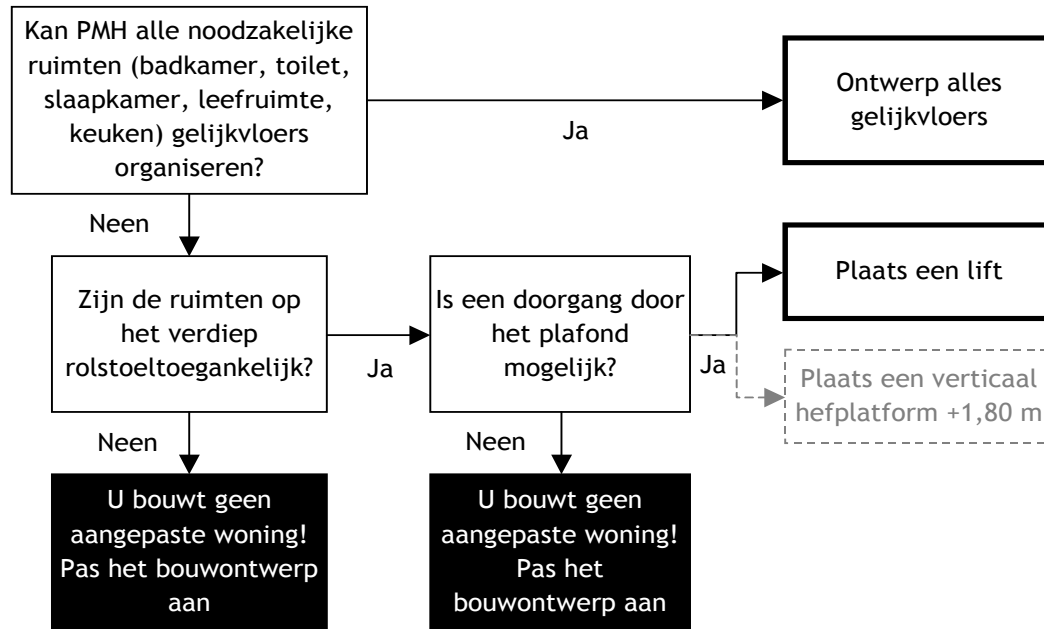 Kan PMH alle noodzakelijke
ruimten (badkamer, toilet,
slaapkamer, leefruimte,
keuken) gelijkvloers
organiseren?
Ja
Ontwerp alles
gelijkvloers
Neen
Zijn de ruimten op
het verdiep
rolstoeltoegankelijk?
Ja
Is een doorgang door
het plafond
mogelijk?
Ja
Plaats een lift
Plaats een verticaal
hefplatform +1,80 m
Neen
U bouwt geen
aangepaste woning!
Pas het bouwontwerp
aan
Neen
U bouwt geen
aangepaste woning!
Pas het
bouwontwerp aan